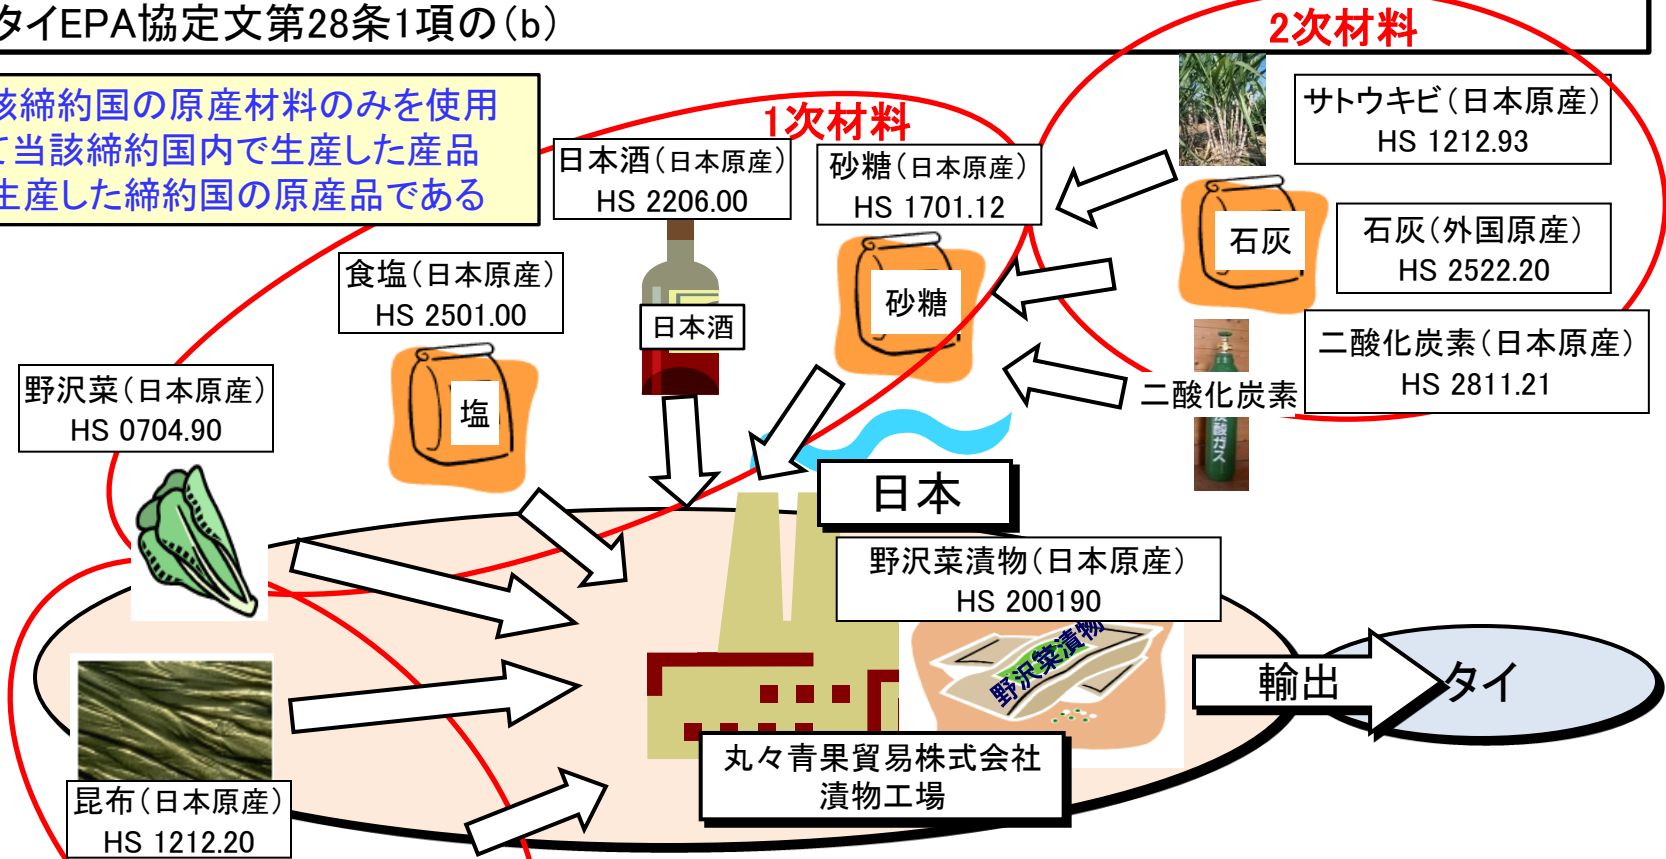 タイEPA協定文第28条1項の(b)
2次材料
該締約国の原産材料のみを使用
て当該締約国内で生産した産品
生産した締約国の原産品である
1次材料
日本酒(日本原産)
HS 2206.00
砂糖(日本原産)
HS 1701.12
サトウキビ(日本原産)
HS 1212.93
石灰
石灰(外国原産)
HS 2522.20
食塩(日本原産)
HS 2501.00
日本酒
砂糖
二酸化炭素(日本原産)
HS 2811.21
二酸化炭素
炭酸ガス
野沢菜(日本原産)
HS 0704.90
塩
日本
野沢菜漬物(日本原産)
HS 200190
野沢菜漬物
輸出
タイ
丸々青果貿易株式会社
漬物工場
昆布(日本原産)
HS 1212.20